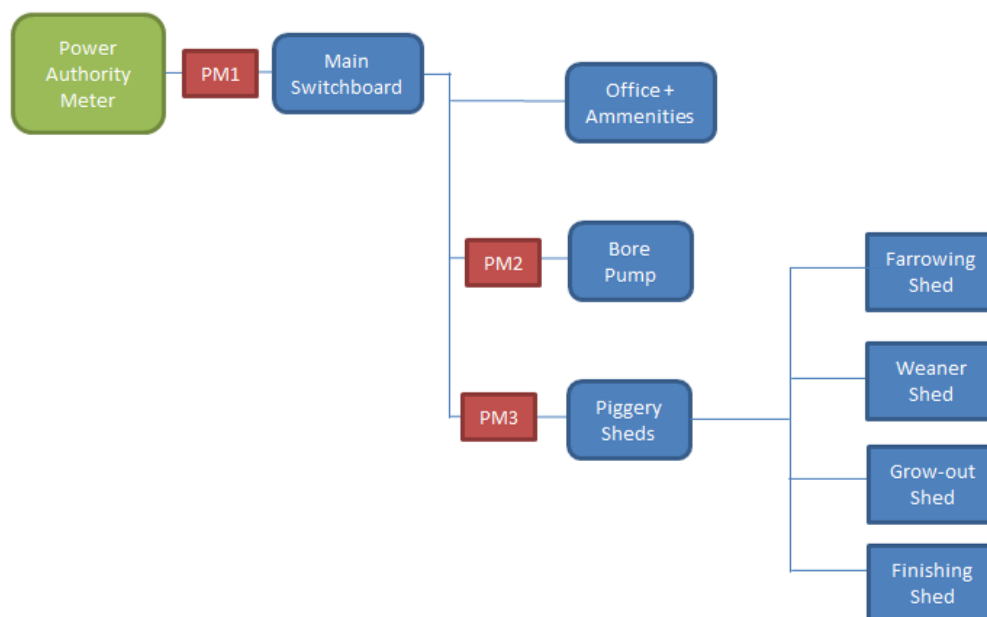 Power
Authority
Meter
PM1
Main
Switchboard
Office +
Ammenities
PM2
Bore
Pump
PM3
Piggery
Sheds
Farrowing
Shed
Weaner
Shed
Grow-out
Shed
Finishing
Shed